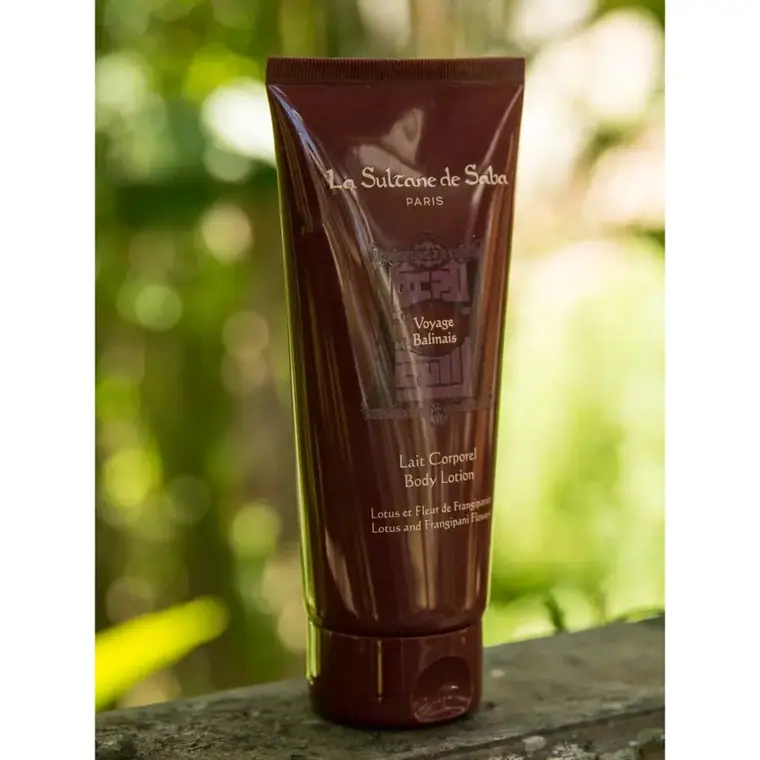 La Sultane de Saba
PARIS
Voyage
Balinais
Lait Corporel
Body Lotion
Lotus et Fleur de Frangipanier
Lotus and Frangipani Flowers